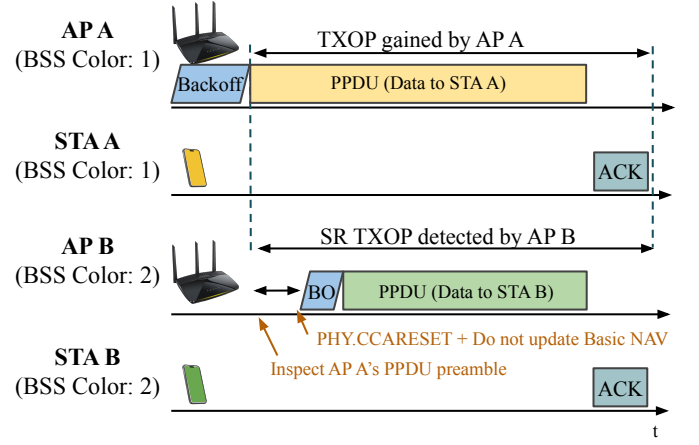 AP A
(BSS Color: 1)
TXOP gained by AP A
Backoff
PPDU (Data to STA A)
STA A
(BSS Color: 1)
ACK
AP B
(BSS Color: 2)
SR TXOP detected by AP B
BO
PPDU (Data to STA B)
PHY.CCARESET + Do not update Basic NAV
Inspect AP A's PPDU preamble
STA B
(BSS Color: 2)
ACK
t